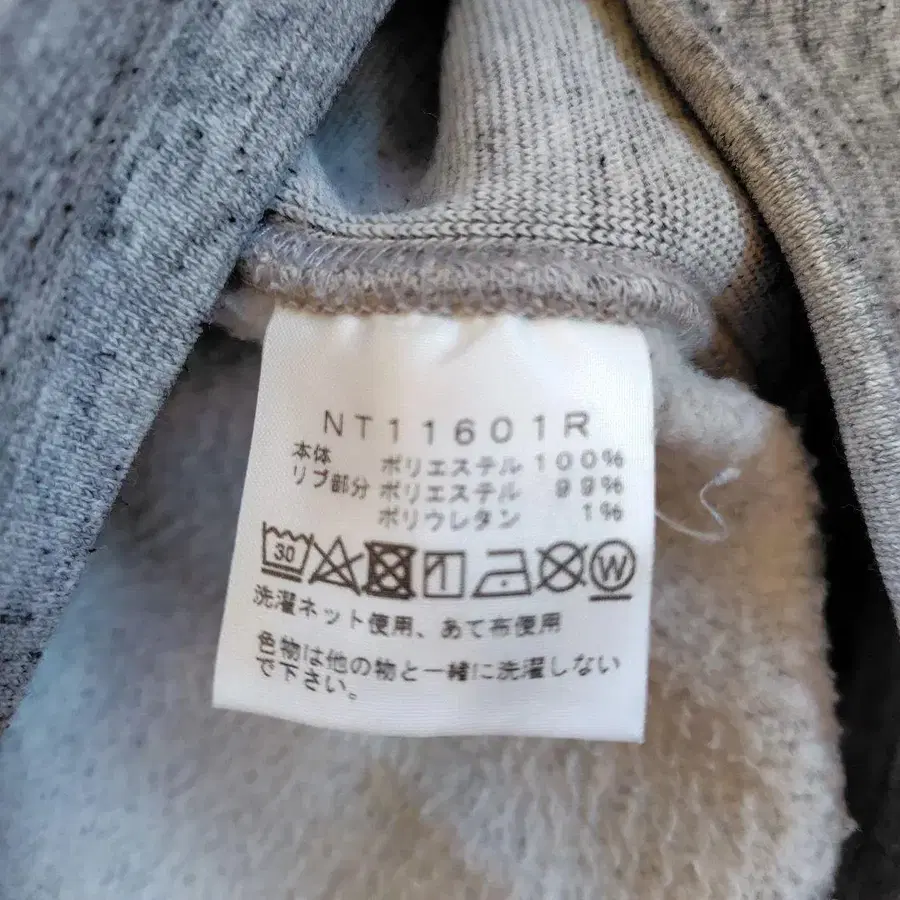 NT11601R
本体 ポリエステル 100%
リブ部分 ポリエステル 99%
ポリウレタン 1%
30 W
洗濯ネット使用、あて布使用
色物は他の物と一緒に洗濯しない
で下さい。